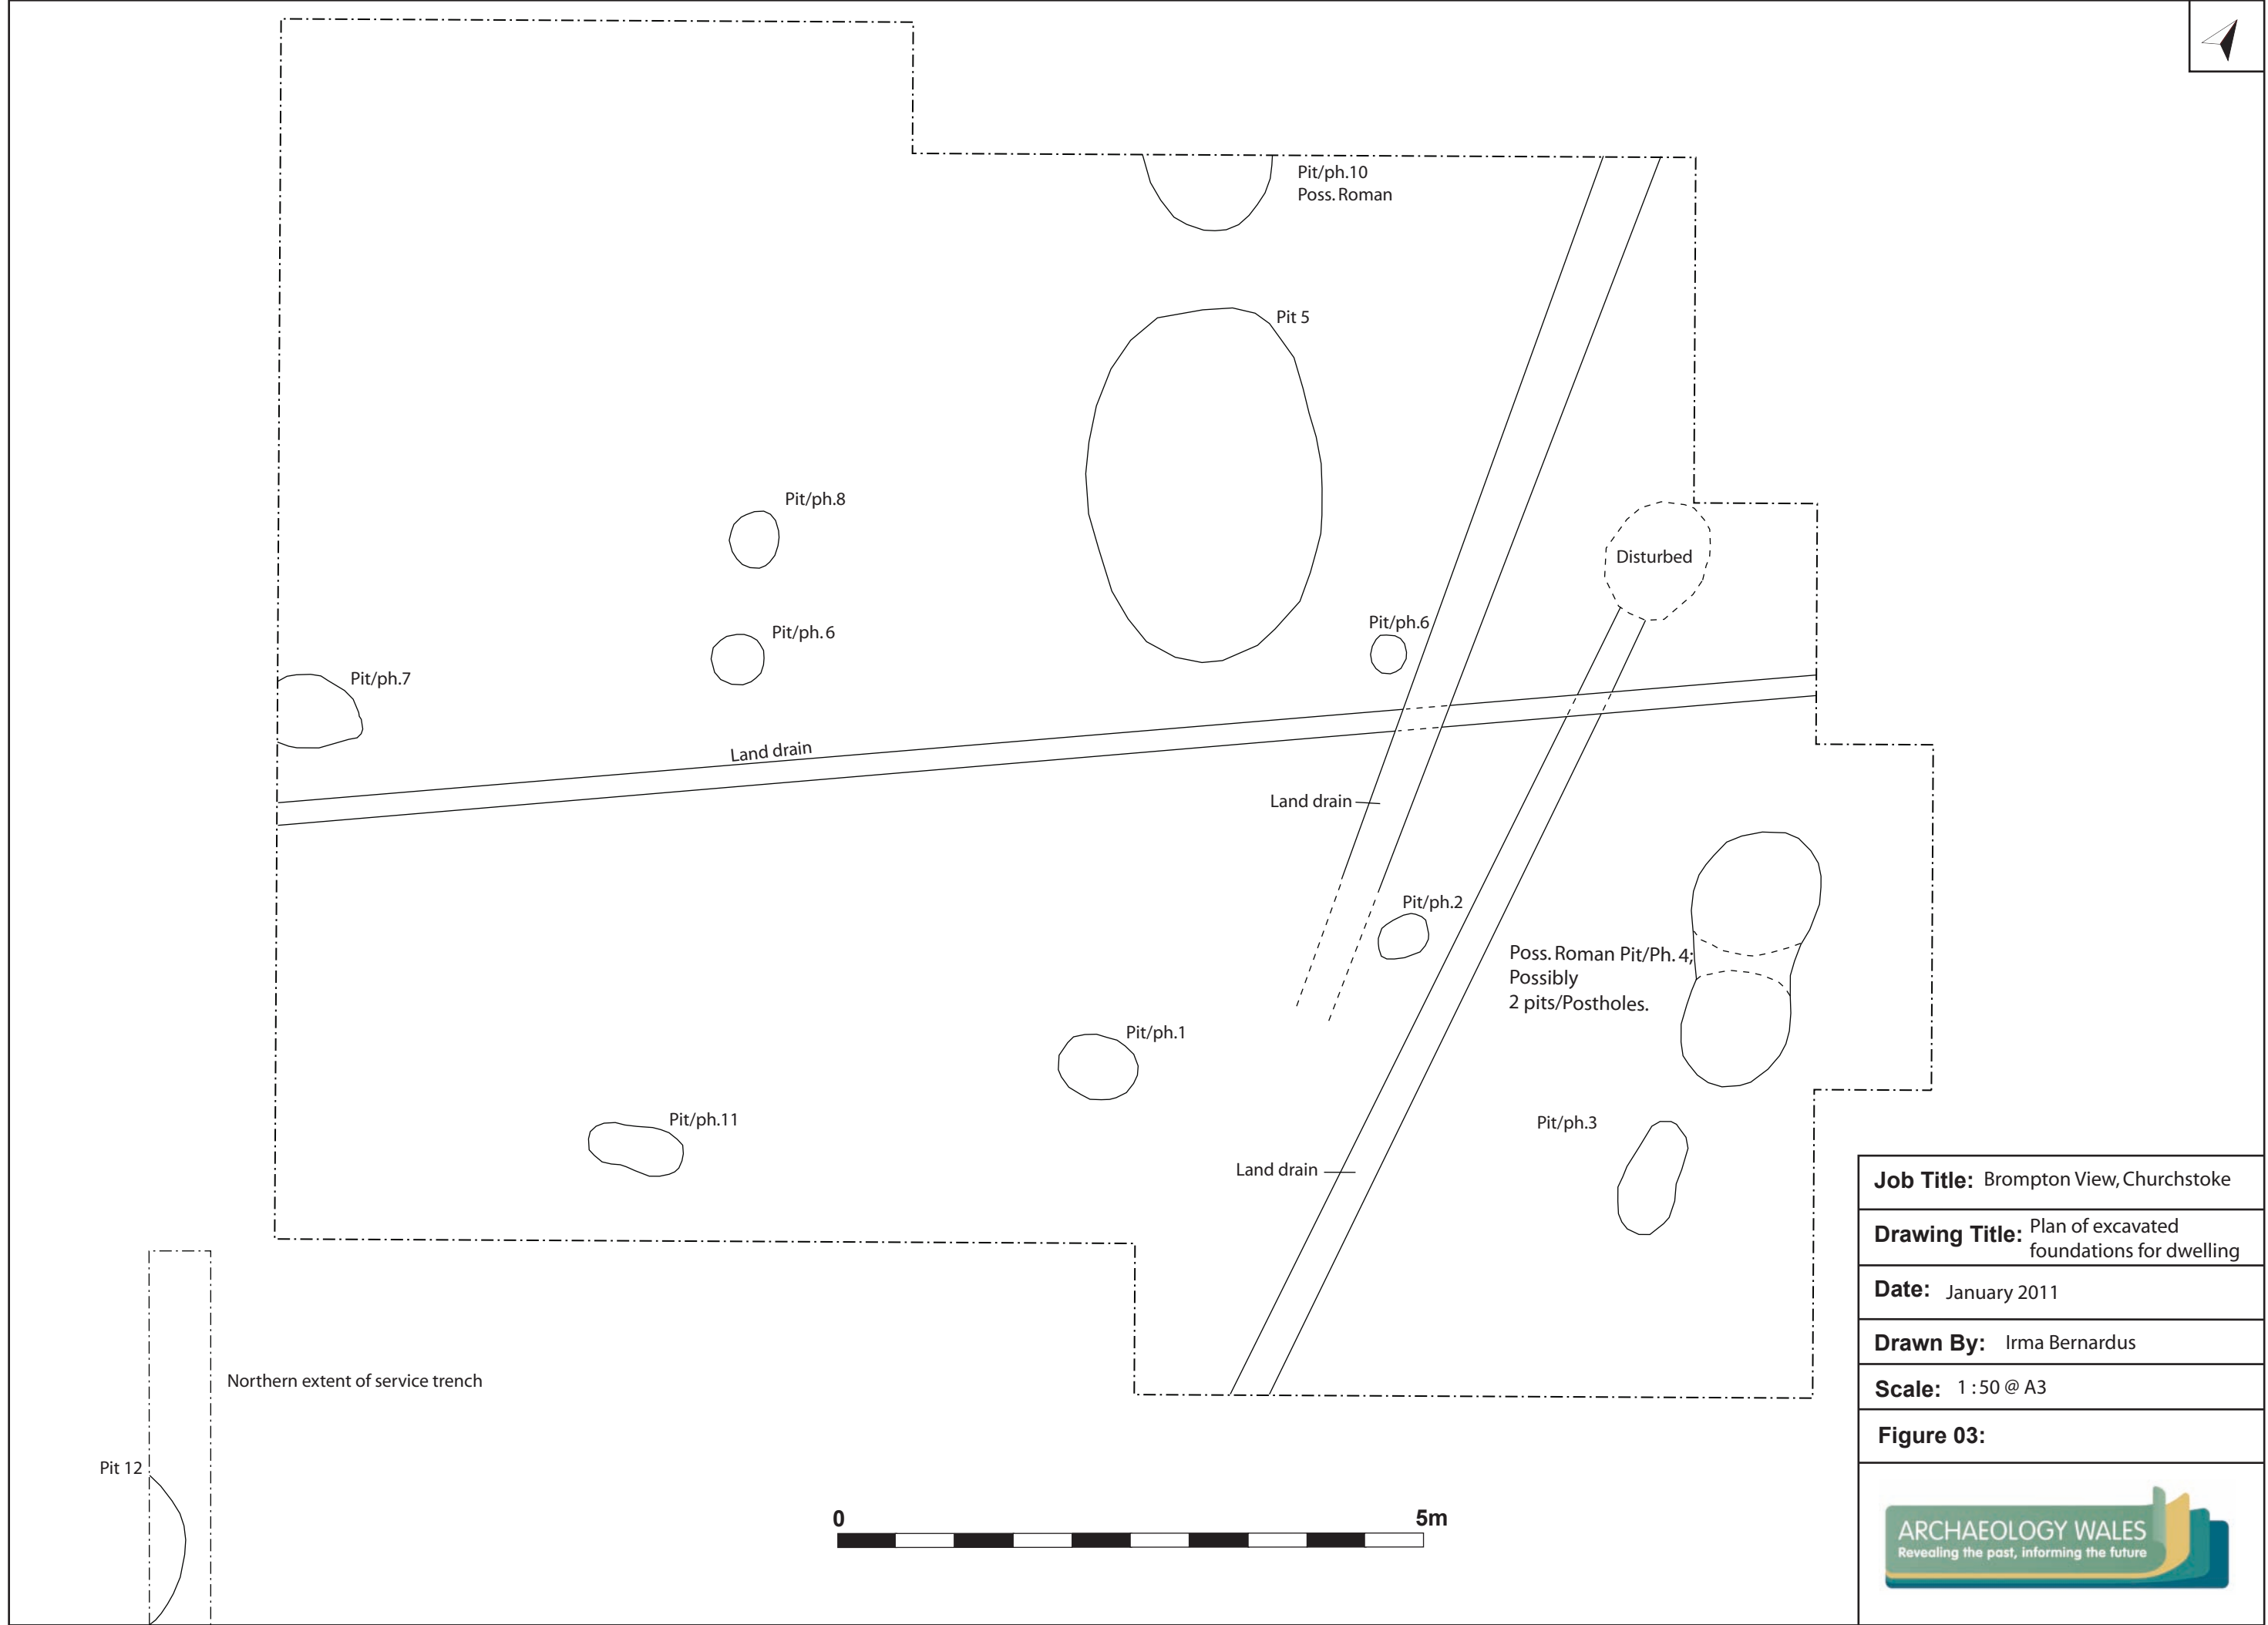 Pit/ph.10
Poss. Roman
Pit 5
Pit/ph.8
Disturbed
Pit/ph.6
Pit/ph. 6
Pit/ph.7
Land drain
Land drain
Pit/ph.2
Poss. Roman Pit/Ph. 4;
Possibly
2 pits/Postholes.
Pit/ph.1
Pit/ph.11
Pit/ph.3
Land drain
Northern extent of service trench
Pit 12
0 5m
Job Title: Brompton View, Churchstoke
Drawing Title: Plan of excavated
foundations for dwelling
Date: January 2011
Drawn By: Irma Bernardus
Scale: 1 : 50 @ A3
Figure 03:
ARCHAEOLOGY WALES
Revealing the past, informing the future